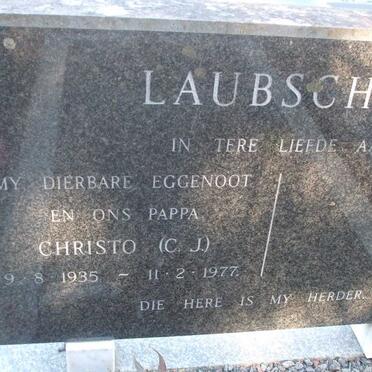 LAUBSCH
IN TERE LIEFDE
MY DIERBARE EGGENOOT
EN ONS PAPPA
CHRISTO (C. J.)
9·8·1935 ~ 11·2·1977
DIE HERE IS MY HERDER.